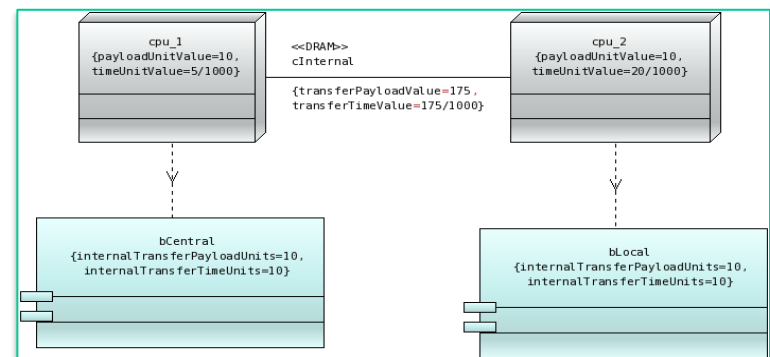 cpu_1
{payloadUnitValue=10,
timeUnitValue=5/1000}
<<DRAM>>
cInternal
{transferPayloadValue=175,
transferTimeValue=175/1000}
cpu_2
{payloadUnitValue=10,
timeUnitValue=20/1000}
bCentral
{internalTransferPayloadUnits=10,
internalTransferTimeUnits=10}
bLocal
{internalTransferPayloadUnits=10,
internalTransferTimeUnits=10}